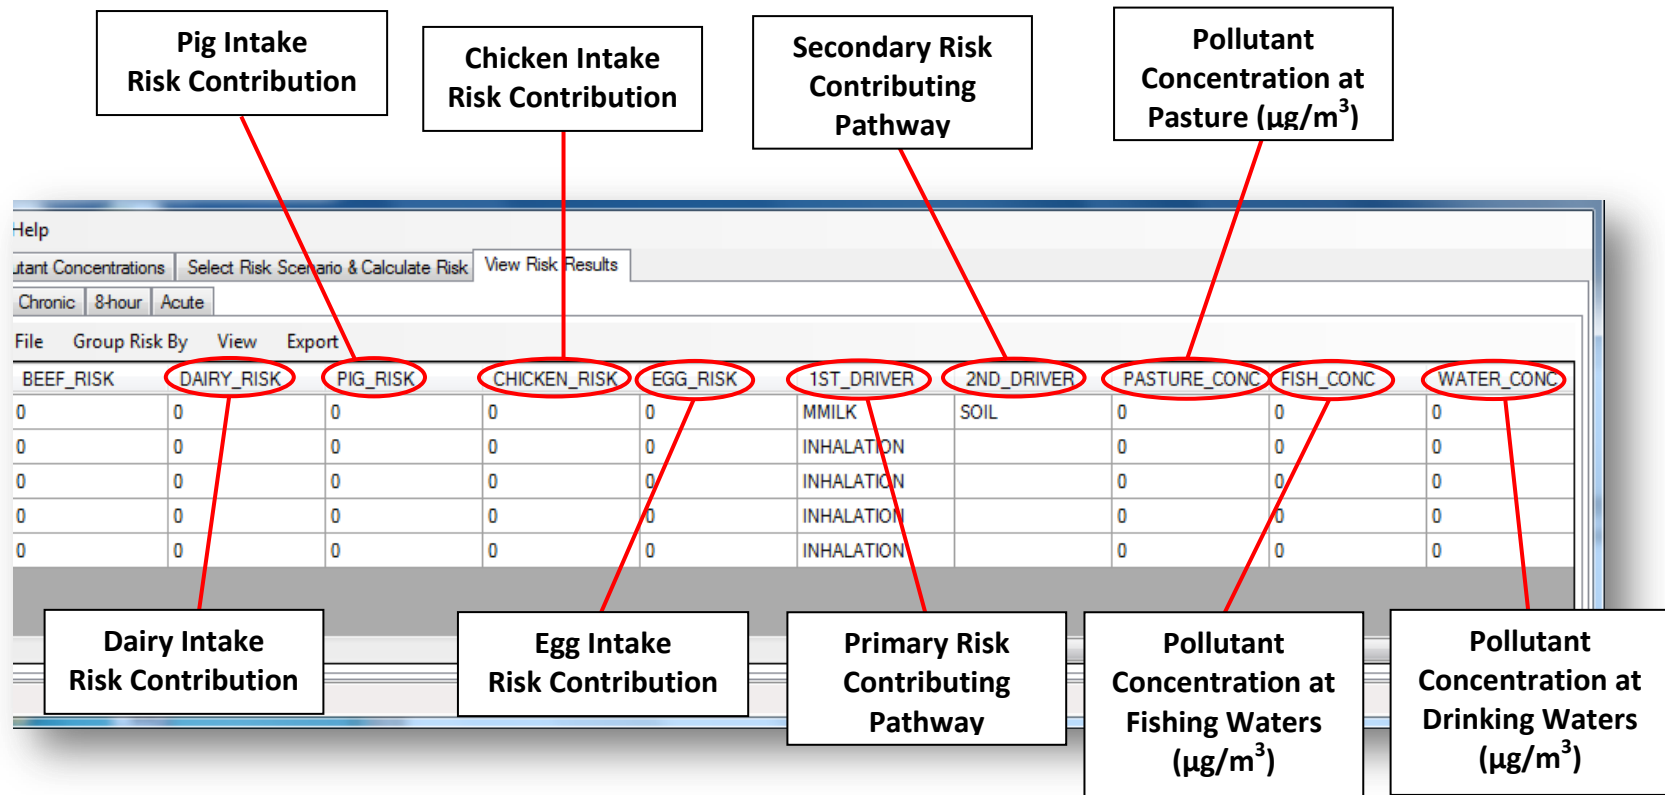 Pig Intake
Risk Contribution
Chicken Intake
Risk Contribution
Secondary Risk
Contributing
Pathway
Pollutant
Concentration at
Pasture (µg/m³)
Help
utant Concentrations Select Risk Scenario & Calculate Risk View Risk Results
Chronic 8-hour Acute
File Group Risk By View Export
BEEF_RISK DAIRY_RISK PIG_RISK CHICKEN_RISK EGG_RISK 1ST_DRIVER 2ND_DRIVER PASTURE_CONC FISH_CONC WATER_CONC
0 0 0 0 0 MMILK SOIL 0 0 0
0 0 0 0 0 INHALATION 0 0 0
0 0 0 0 0 INHALATION 0 0 0
0 0 0 0 0 INHALATION 0 0 0
0 0 0 0 0 INHALATION 0 0 0
Dairy Intake
Risk Contribution
Egg Intake
Risk Contribution
Primary Risk
Contributing
Pathway
Pollutant
Concentration at
Fishing Waters
(µg/m³)
Pollutant
Concentration at
Drinking Waters
(µg/m³)